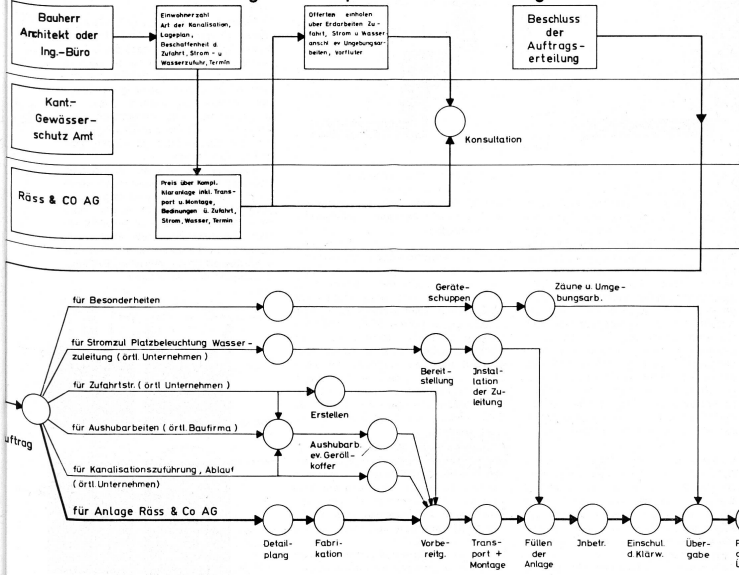 Bauherr
Architekt oder
Ing.-Büro
Einwohnerzahl
Art der Kanalisation,
Lageplan,
Beschaffenheit d.
Zufahrt, Strom - u
Wasserzufuhr, Termin
Offerten einholen
über Erdarbeiten Zu-
fahrt, Strom u Wasser
anschl ev Umgebungsar-
beiten, Vorfluter
Beschluss
der
Auftrags-
erteilung
Kant.-
Gewässer-
schutz Amt
Konsultation
Räss & CO AG
Preis über Kompl.
Kläranlage inkl. Trans-
port u. Montage,
Bedinungen ü. Zufahrt,
Strom, Wasser, Termin
für Besonderheiten
Geräte-
schuppen
Zäune u. Umge-
bungsarb.
für Stromzul Platzbeleuchtung Wasser-
zuleitung (örtl. Unternehmen)
Bereit-
stellung
Jnstal-
lation
der Zu-
leitung
für Zufahrtstr. (örtl Unternehmen)
Erstellen
uftrag
für Aushubarbeiten (örtl. Baufirma)
Aushubarb.
ev. Geröll-
koffer
für Kanalisationszuführung, Ablauf
(örtl. Unternehmen)
für Anlage Räss & Co AG
Detail-
plang
Fabri-
kation
Vorbe-
reitg.
Trans-
port +
Montage
Füllen
der
Anlage
Jnbetr.
Einschul.
d. Klärw.
Über-
gabe